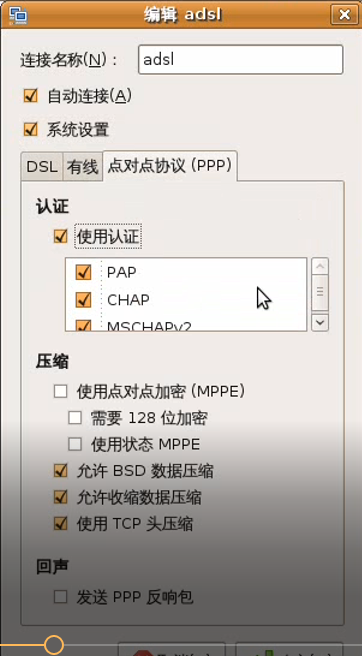 编辑 adsl
连接名称(N)： adsl
自动连接(A)
系统设置
DSL 有线 点对点协议 (PPP)
认证
使用认证
PAP
CHAP
MSCHAPv2
压缩
使用点对点加密 (MPPE)
需要 128 位加密
使用状态 MPPE
允许 BSD 数据压缩
允许收缩数据压缩
使用 TCP 头压缩
回声
发送 PPP 反响包